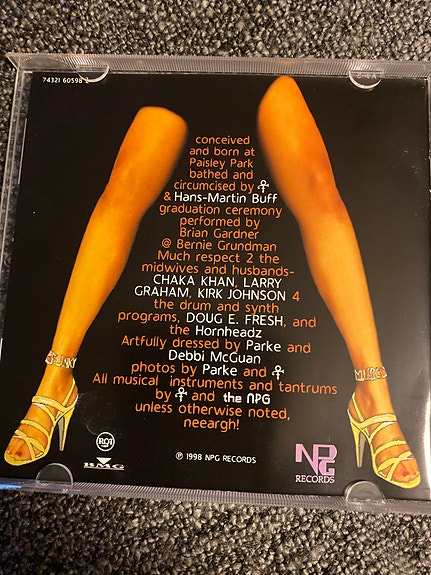 74321 60598 2
conceived
and born at
Paisley Park
bathed and
circumcised by
& Hans-Martin Buff
graduation ceremony
performed by
Brian Gardner
@ Bernie Grundman
Much respect 2 the
midwives and husbands-
CHAKA KHAN, LARRY
GRAHAM, KIRK JOHNSON 4
the drum and synth
programs, DOUG E. FRESH, and
the Hornheadz
Artfully dressed by Parke and
Debbi McGuan
photos by Parke and
All musical instruments and tantrums
by and the NPG
unless otherwise noted,
neeargh!
FUNKY
MUSIC
RCA
BMG
℗ 1998 NPG RECORDS
NPG
RECORDS